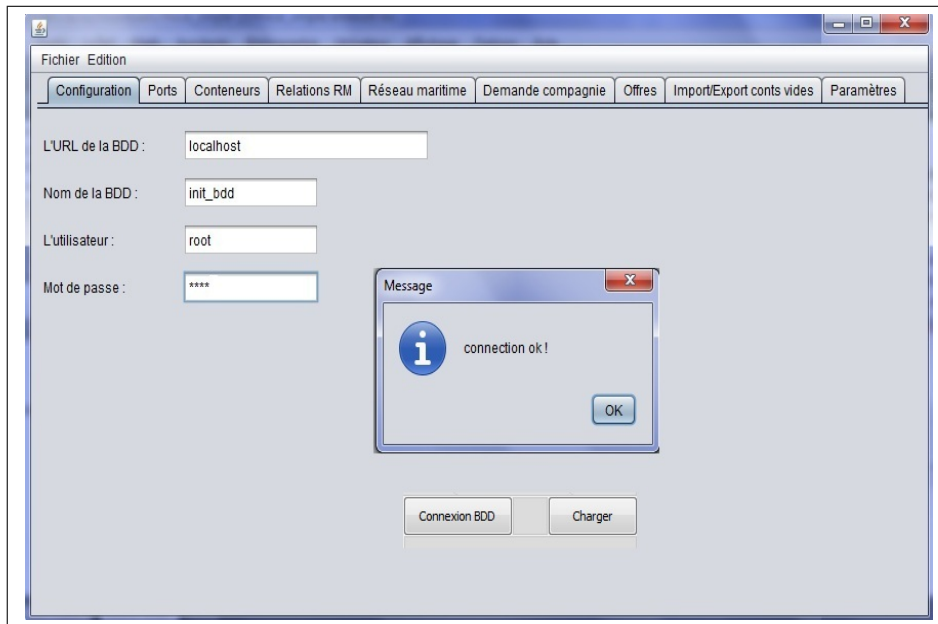 Fichier Edition
Configuration Ports Conteneurs Relations RM Réseau maritime Demande compagnie Offres Import/Export conts vides Paramètres
L'URL de la BDD : localhost
Nom de la BDD : init_bdd
L'utilisateur : root
Mot de passe : ****
Message
connection ok !
OK
Connexion BDD Charger